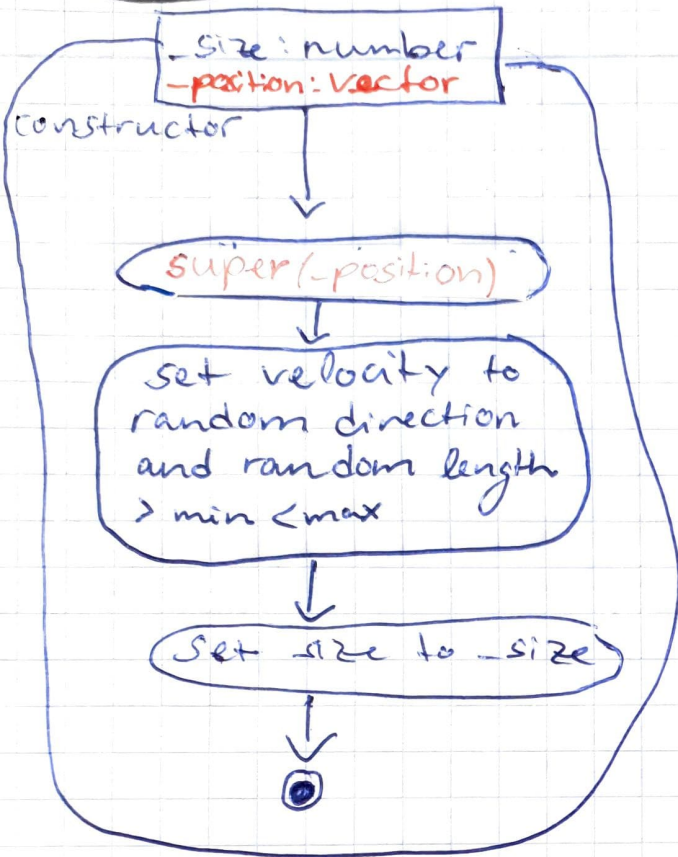 _size: number
_position: Vector
constructor
super(_position)
set velocity to
random direction
and random length
> min < max
set size to _size